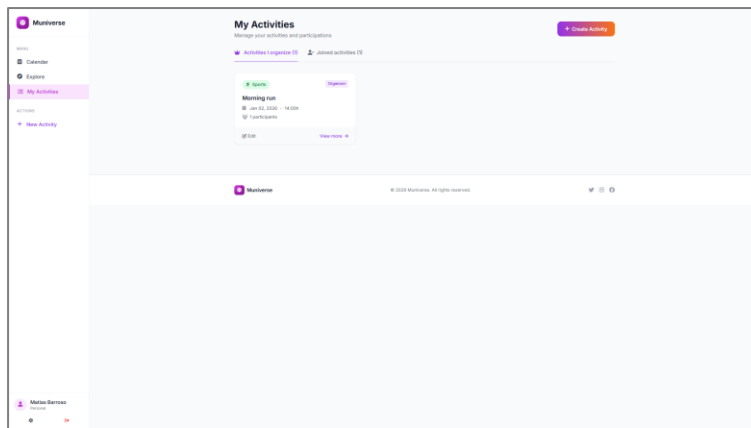 Muniverse
MENU
Calendar
Explore
My Activities
ACTIONS
New Activity
Matias Barroso
Personal
My Activities
Manage your activities and participations
+ Create Activity
Activities I organize (1)
Joined activities (1)
Sports
Organiser
Morning run
Jan 02, 2026 - 14:00h
1 participants
Edit
View more →
Muniverse
© 2026 Muniverse. All rights reserved.